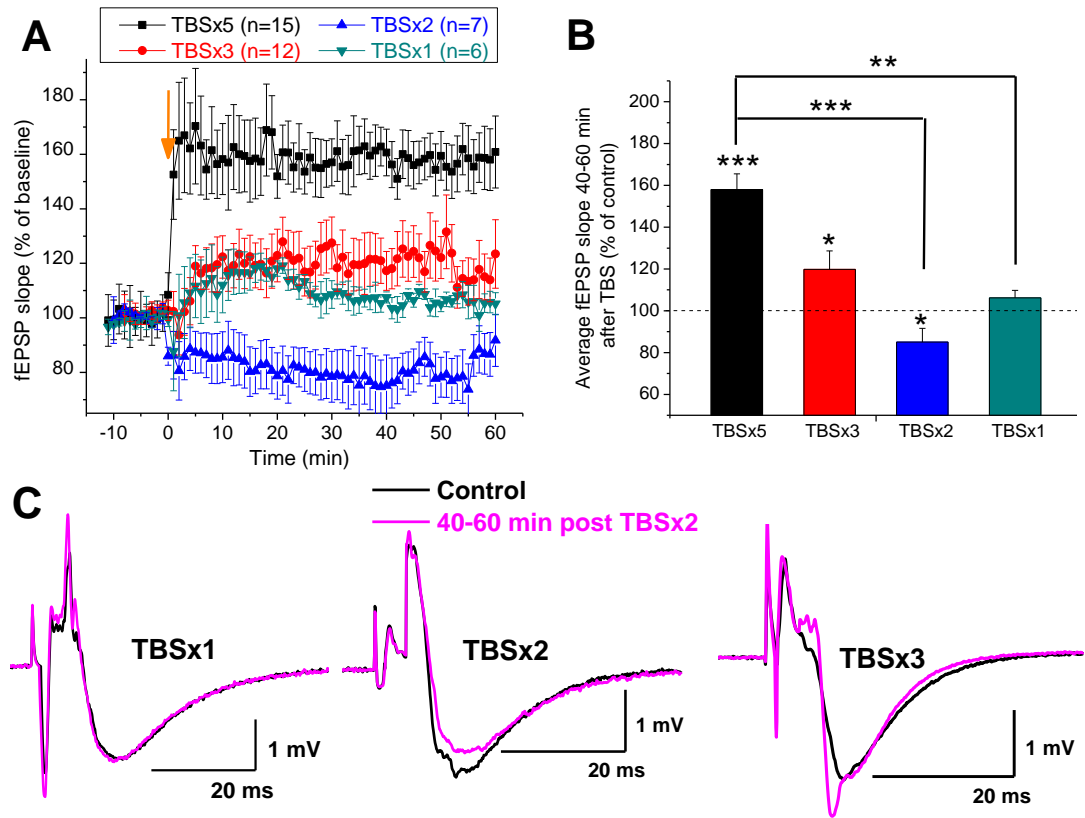 A
TBSx5 (n=15)
TBSx2 (n=7)
TBSx3 (n=12)
TBSx1 (n=6)
fEPSP slope (% of baseline)
180
160
140
120
100
80
-10
0
10
20
30
40
50
60
Time (min)
B
Average fEPSP slope 40-60 min
after TBS (% of control)
200
180
160
140
120
100
80
60
**
***
***
*
*
TBSx5
TBSx3
TBSx2
TBSx1
C
Control
40-60 min post TBSx2
TBSx1
1 mV
20 ms
TBSx2
1 mV
20 ms
TBSx3
1 mV
20 ms